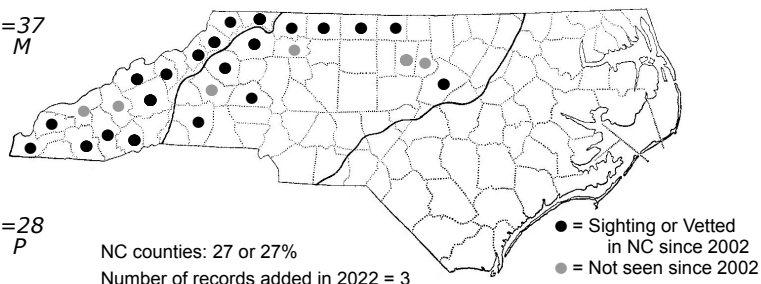 =37
M
=28
P
NC counties: 27 or 27%
Number of records added in 2022 = 3
● = Sighting or Vetted
in NC since 2002
● = Not seen since 2002